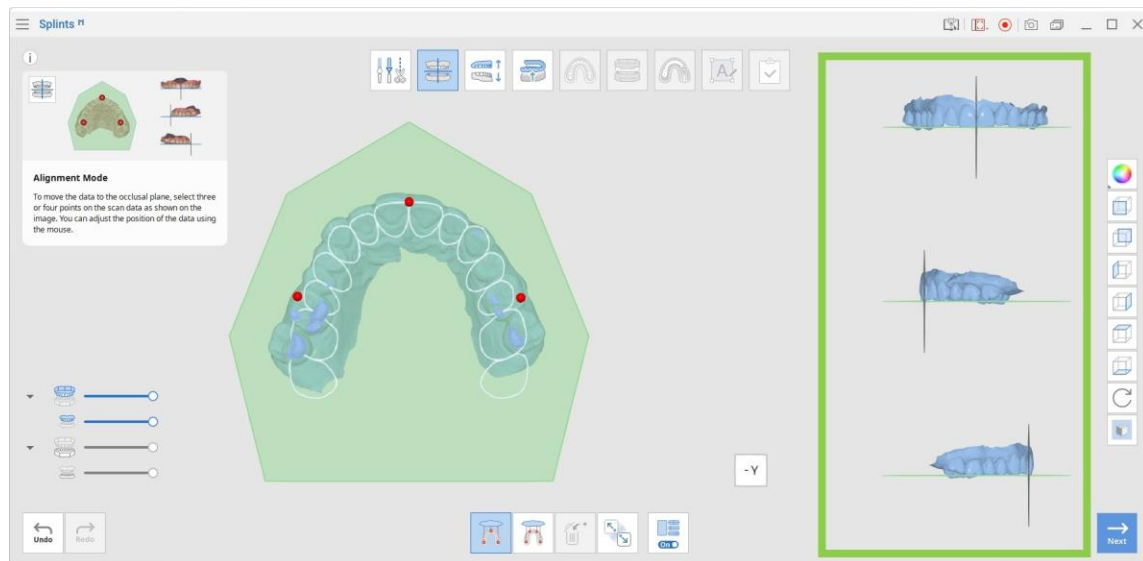 Splints M
i
Alignment Mode
To move the data to the occlusal plane, select three
or four points on the scan data as shown on the
image. You can adjust the position of the data using
the mouse.
A
-Y
Undo
Redo
On
Next